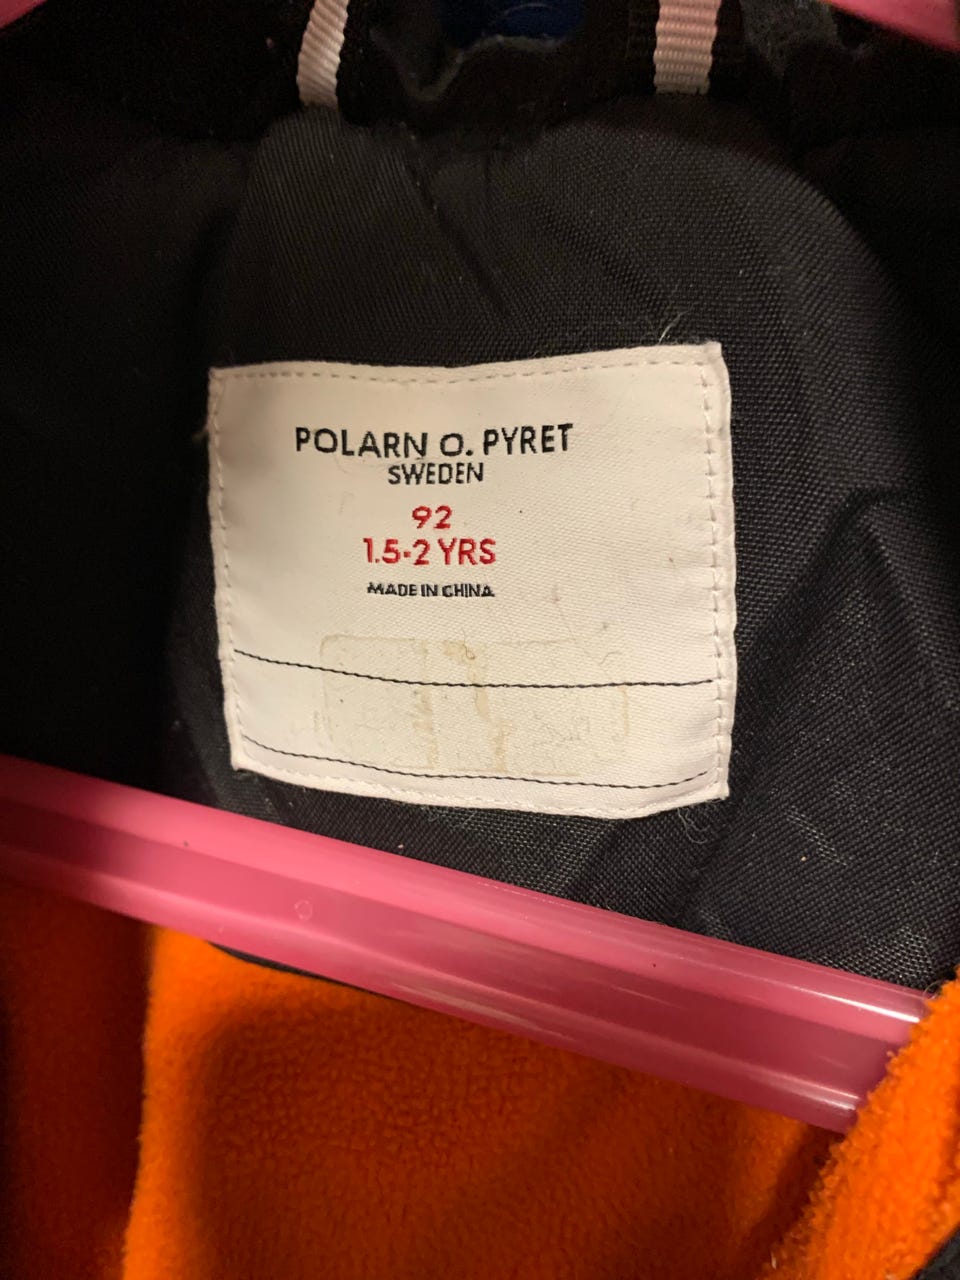 POLARN O. PYRET
SWEDEN
92
1.5-2 YRS
MADE IN CHINA